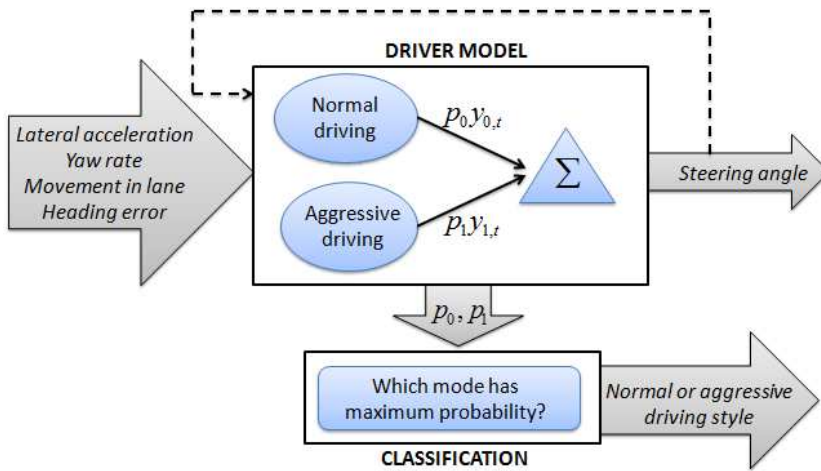 DRIVER MODEL
Lateral acceleration
Yaw rate
Movement in lane
Heading error
Normal
driving
p₀y₀,ₜ
Aggressive
driving
p₁y₁,ₜ
Σ
Steering angle
p₀, p₁
Which mode has
maximum probability?
Normal or aggressive
driving style
CLASSIFICATION